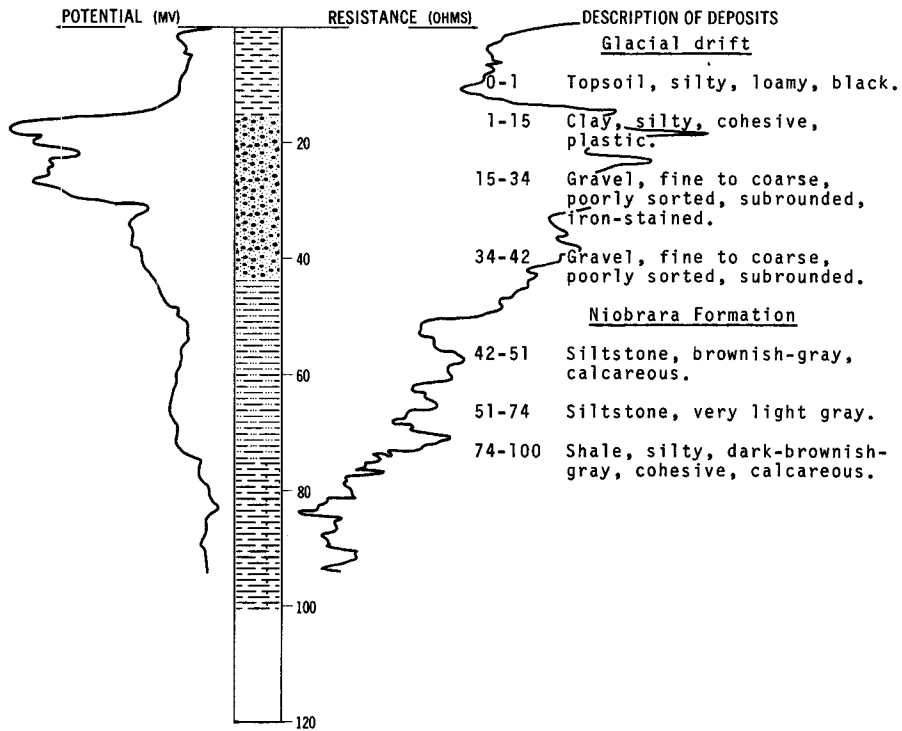 POTENTIAL (MV) RESISTANCE (OHMS) DESCRIPTION OF DEPOSITS
Glacial drift
0-1 Topsoil, silty, loamy, black.
1-15 Clay, silty, cohesive,
plastic.
20
15-34 Gravel, fine to coarse,
poorly sorted, subrounded,
iron-stained.
40
34-42 Gravel, fine to coarse,
poorly sorted, subrounded.
Niobrara Formation
42-51 Siltstone, brownish-gray,
calcareous.
60
51-74 Siltstone, very light gray.
74-100 Shale, silty, dark-brownish-
gray, cohesive, calcareous.
80
100
120